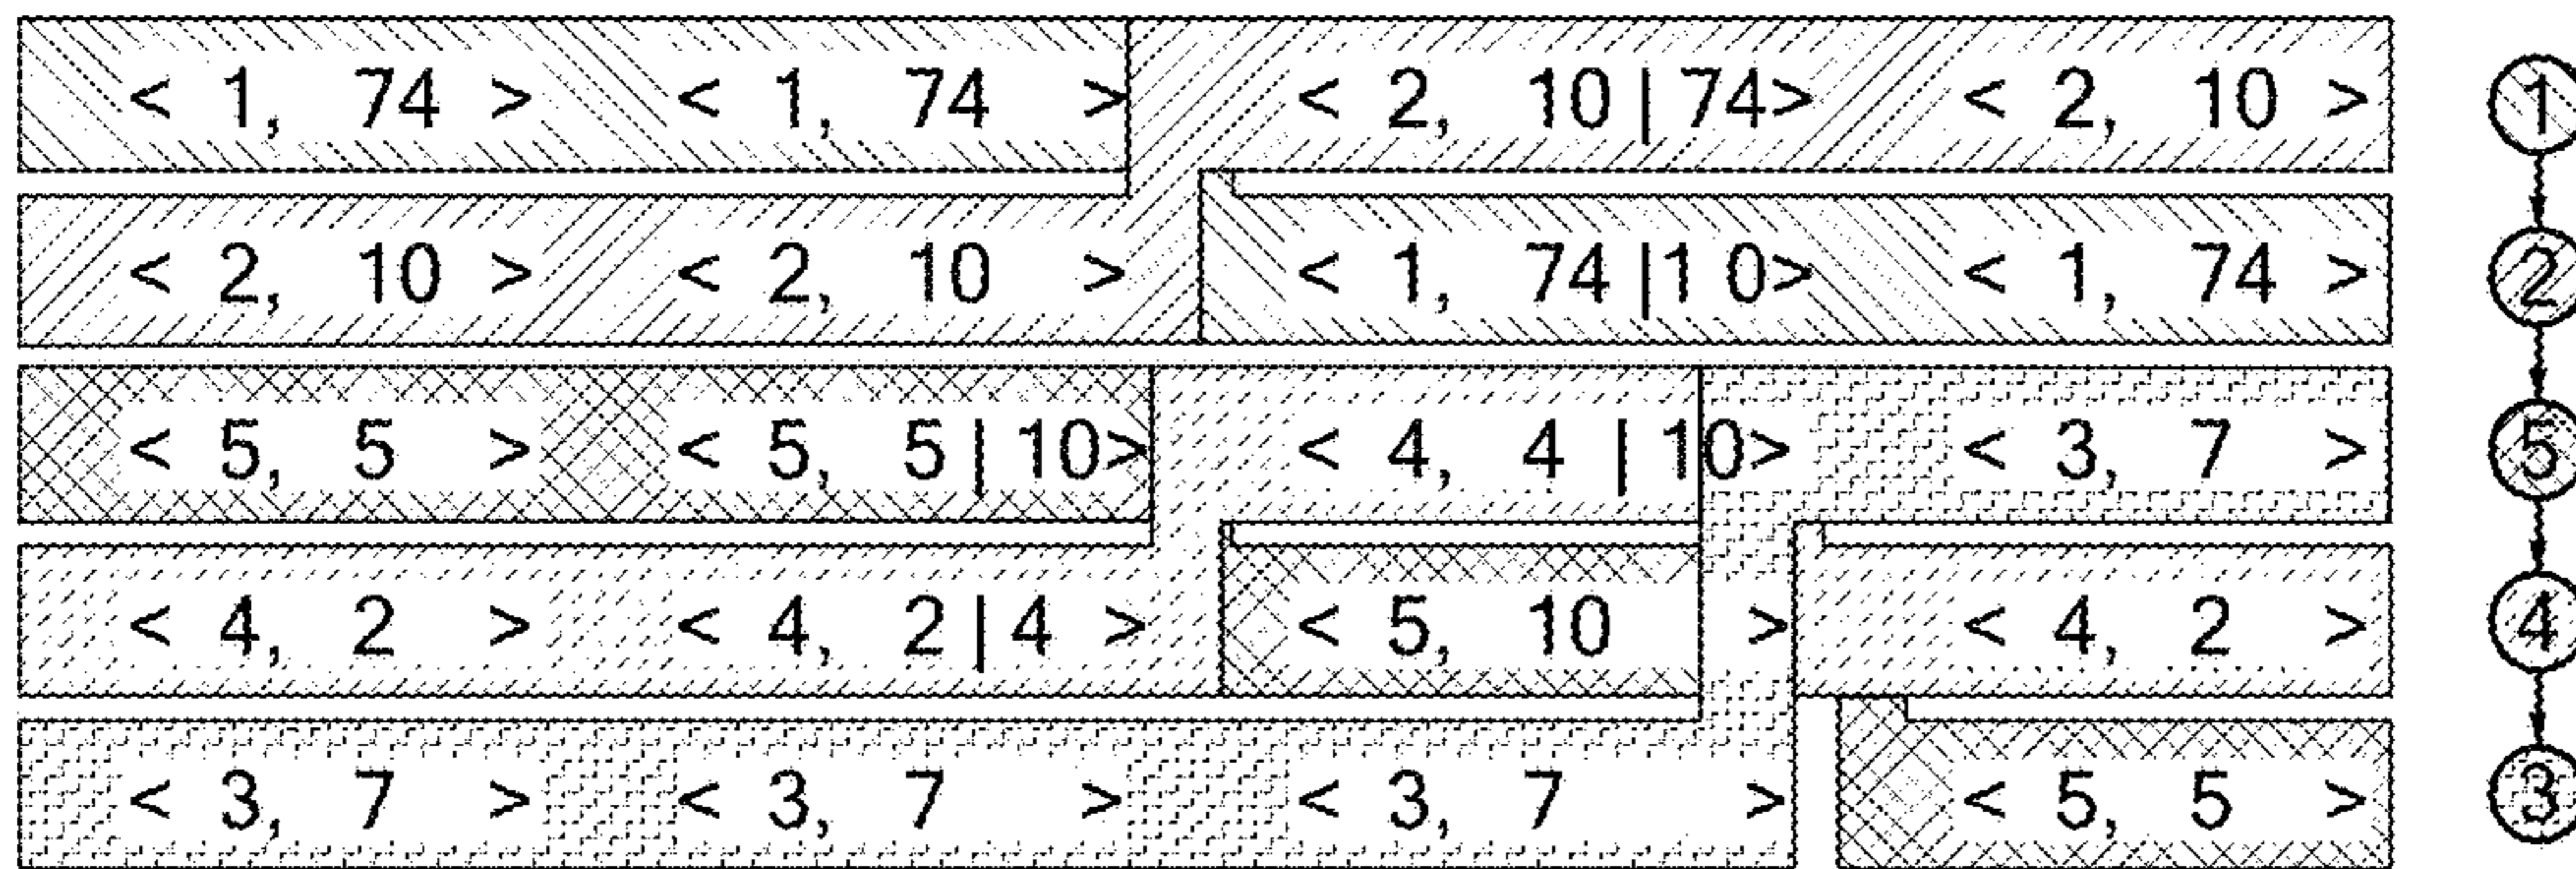 < 1, 74 > < 1, 74 > < 2, 10 | 74> < 2, 10 > 1
< 2, 10 > < 2, 10 > < 1, 74 |1 0> < 1, 74 > 2
< 5, 5 > < 5, 5 | 10> < 4, 4 | 10> < 3, 7 > 5
< 4, 2 > < 4, 2 | 4 > < 5, 10 > < 4, 2 > 4
< 3, 7 > < 3, 7 > < 3, 7 > < 5, 5 > 3